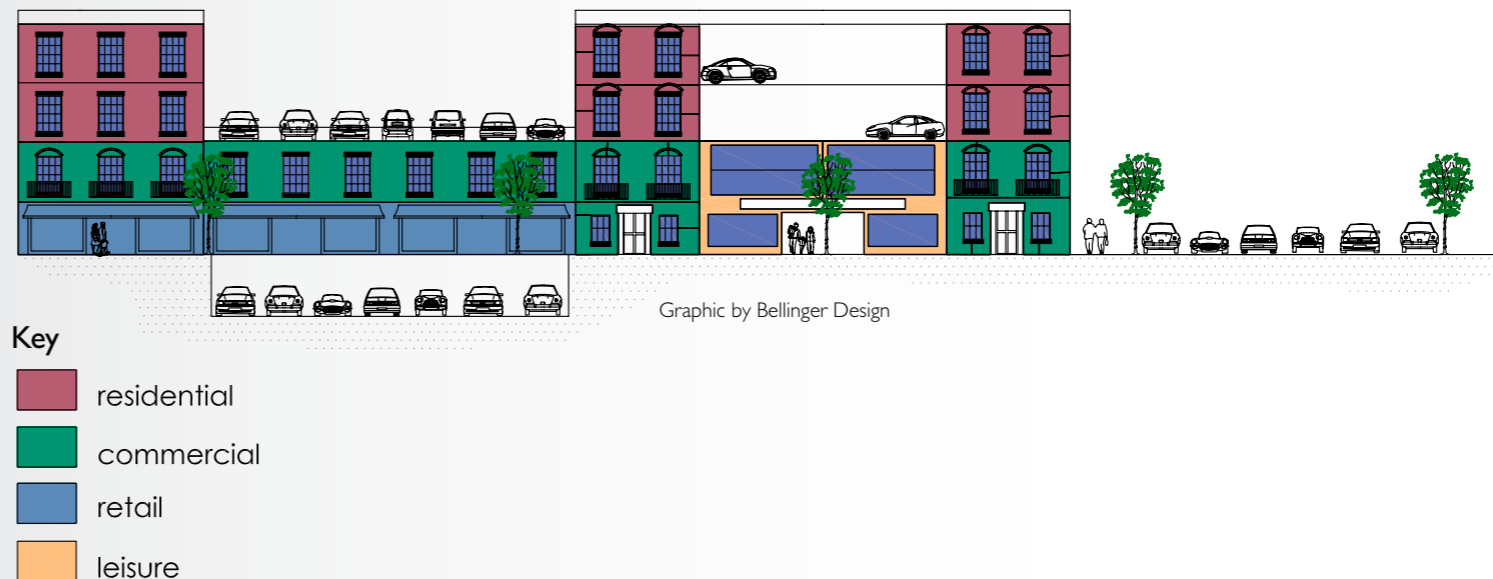 Graphic by Bellinger Design
Key
residential
commercial
retail
leisure